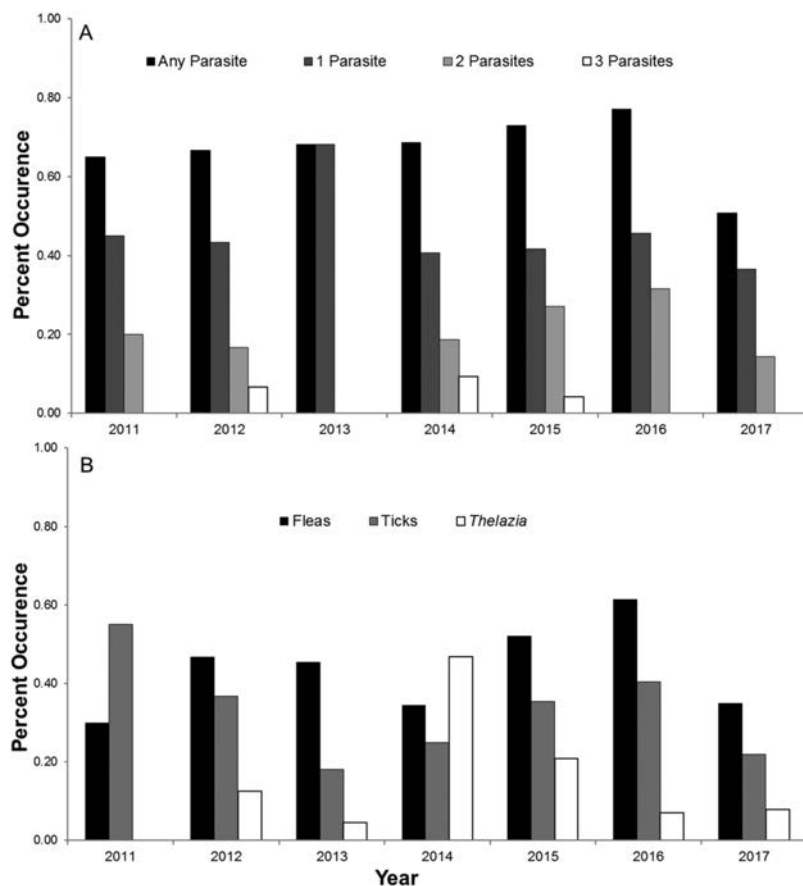 A
Any Parasite 1 Parasite 2 Parasites 3 Parasites
Percent Occurence
1.00
0.80
0.60
0.40
0.20
0.00
2011 2012 2013 2014 2015 2016 2017
B
Fleas Ticks Thelazia
Percent Occurence
1.00
0.80
0.60
0.40
0.20
0.00
2011 2012 2013 2014 2015 2016 2017
Year